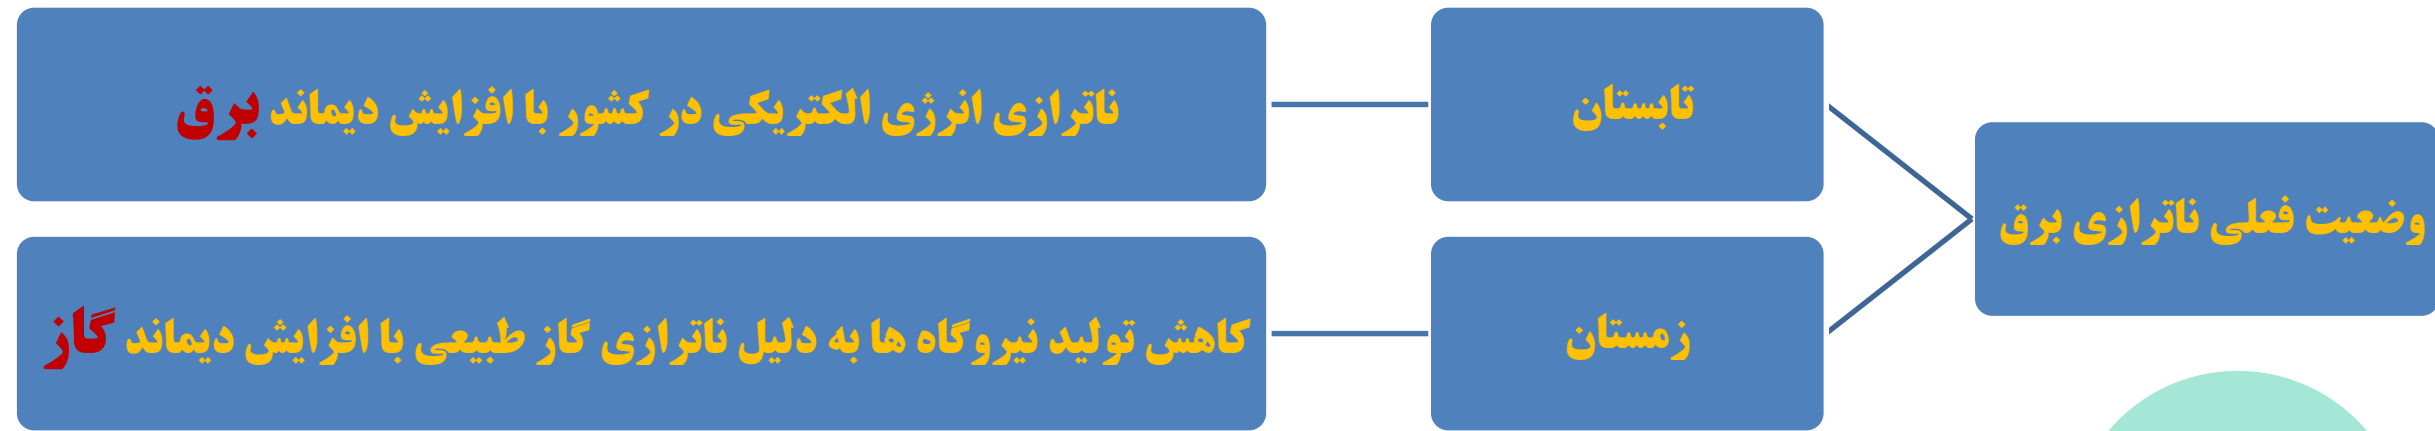 وضعیت فعلی ناترازی برق
تابستان
ناترازی انرژی الکتریکی در کشور با افزایش دیماند برق
زمستان
کاهش تولید نیروگاه ها به دلیل ناترازی گاز طبیعی با افزایش دیماند گاز